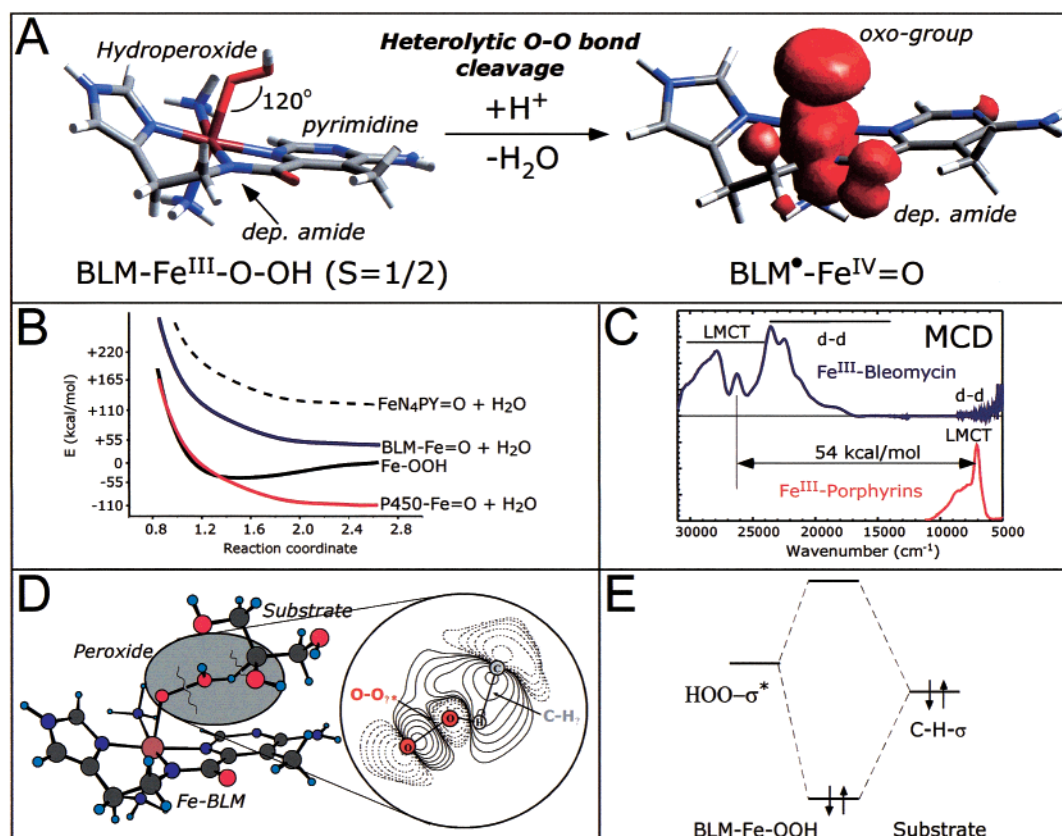 A
Hydroperoxide
120°
pyrimidine
dep. amide
BLM-Feᴵᴵᴵ-O-OH (S=1/2)
Heterolytic O-O bond
cleavage
+H⁺
-H₂O
oxo-group
dep. amide
BLM•-Feᴵⱽ=O
B
E (kcal/mol)
+220
+165
+110
+55
0
-55
-110
FeN₄PY=O + H₂O
BLM-Fe=O + H₂O
Fe-OOH
P450-Fe=O + H₂O
0.8 1.2 1.6 2.0 2.4 2.8
Reaction coordinate
C
MCD
LMCT
d-d
Feᴵᴵᴵ-Bleomycin
d-d
LMCT
54 kcal/mol
Feᴵᴵᴵ-Porphyrins
30000 25000 20000 15000 10000 5000
Wavenumber (cm⁻¹)
D
Substrate
Peroxide
Fe-BLM
O-O?*
C
H
O
O
C-H?
E
HOO-σ*
C-H-σ
BLM-Fe-OOH
Substrate